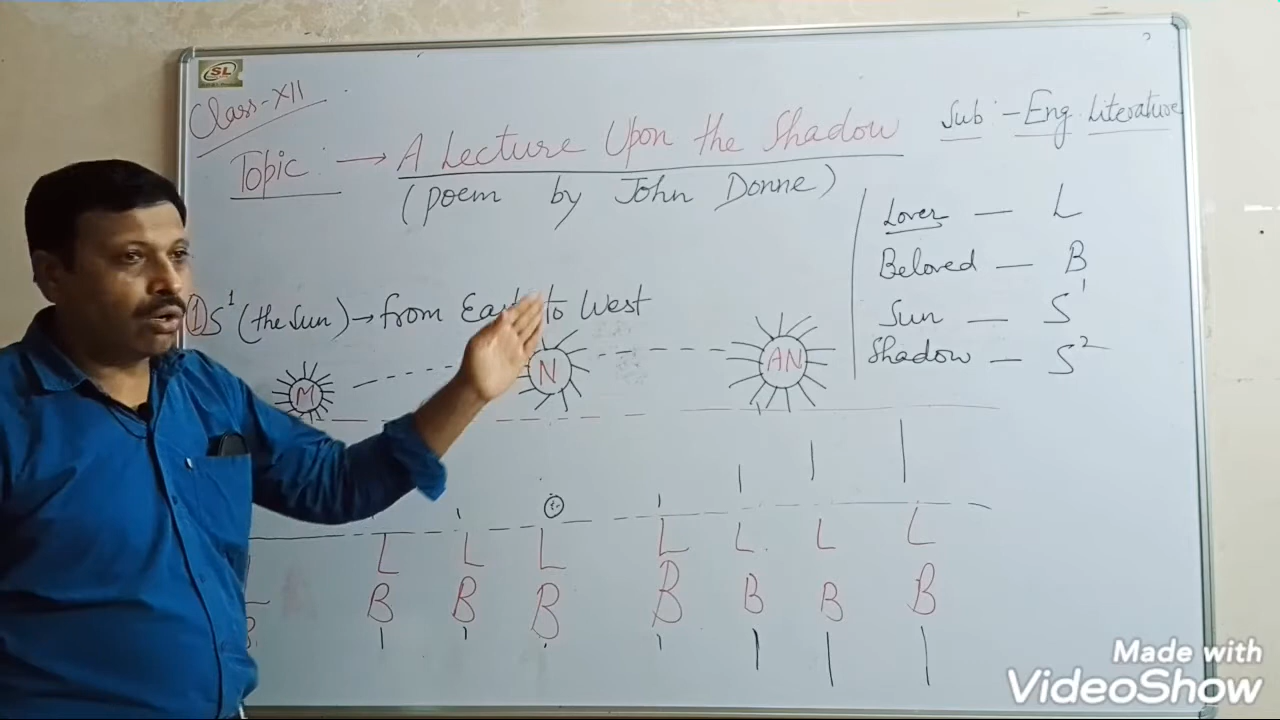 SL
Class-XII
Topic :→ A Lecture Upon the Shadow
Sub :- Eng. Literature
(poem by John Donne)
Lover — L
Beloved — B
Sun — S¹
Shadow — S²
① S¹ (the Sun) → from East to West
M N AN
L L L L L L L
B B B B B B B
Made with
VideoShow